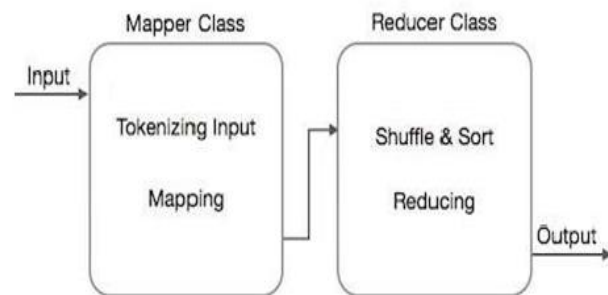 Mapper Class
Reducer Class
Input
Tokenizing Input
Mapping
Shuffle & Sort
Reducing
Output